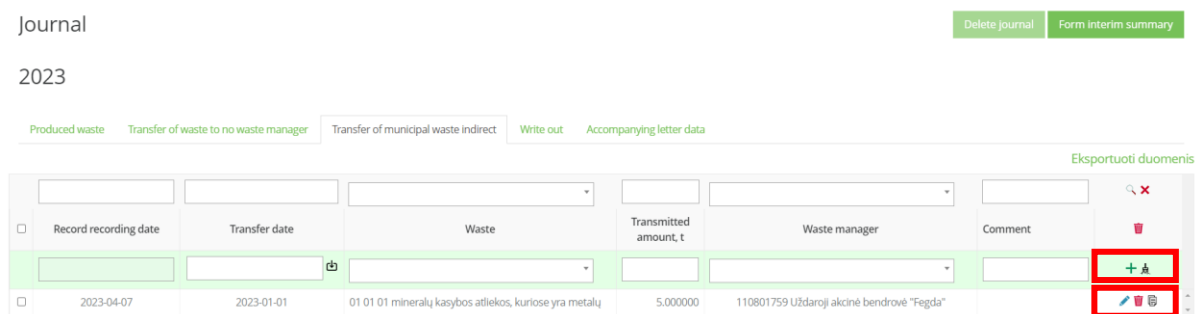 Journal
Delete journal
Form interim summary
2023
Produced waste
Transfer of waste to no waste manager
Transfer of municipal waste indirect
Write out
Accompanying letter data
Eksportuoti duomenis
Record recording date
Transfer date
Waste
Transmitted
amount, t
Waste manager
Comment
2023-04-07
2023-01-01
01 01 01 mineralų kasybos atliekos, kuriose yra metalų
5.000000
110801759 Uždaroji akcinė bendrovė "Fegda"